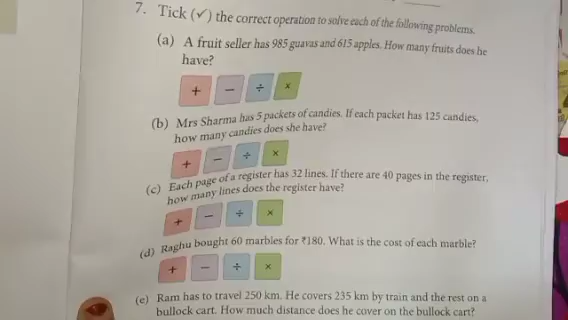 7. Tick (✓) the correct operation to solve each of the following problems.
(a) A fruit seller has 985 guavas and 615 apples. How many fruits does he
have?
+ − ÷ ×
(b) Mrs Sharma has 5 packets of candies. If each packet has 125 candies,
how many candies does she have?
+ − ÷ ×
(c) Each page of a register has 32 lines. If there are 40 pages in the register,
how many lines does the register have?
+ − ÷ ×
(d) Raghu bought 60 marbles for ₹180. What is the cost of each marble?
+ − ÷ ×
(e) Ram has to travel 250 km. He covers 235 km by train and the rest on a
bullock cart. How much distance does he cover on the bullock cart?